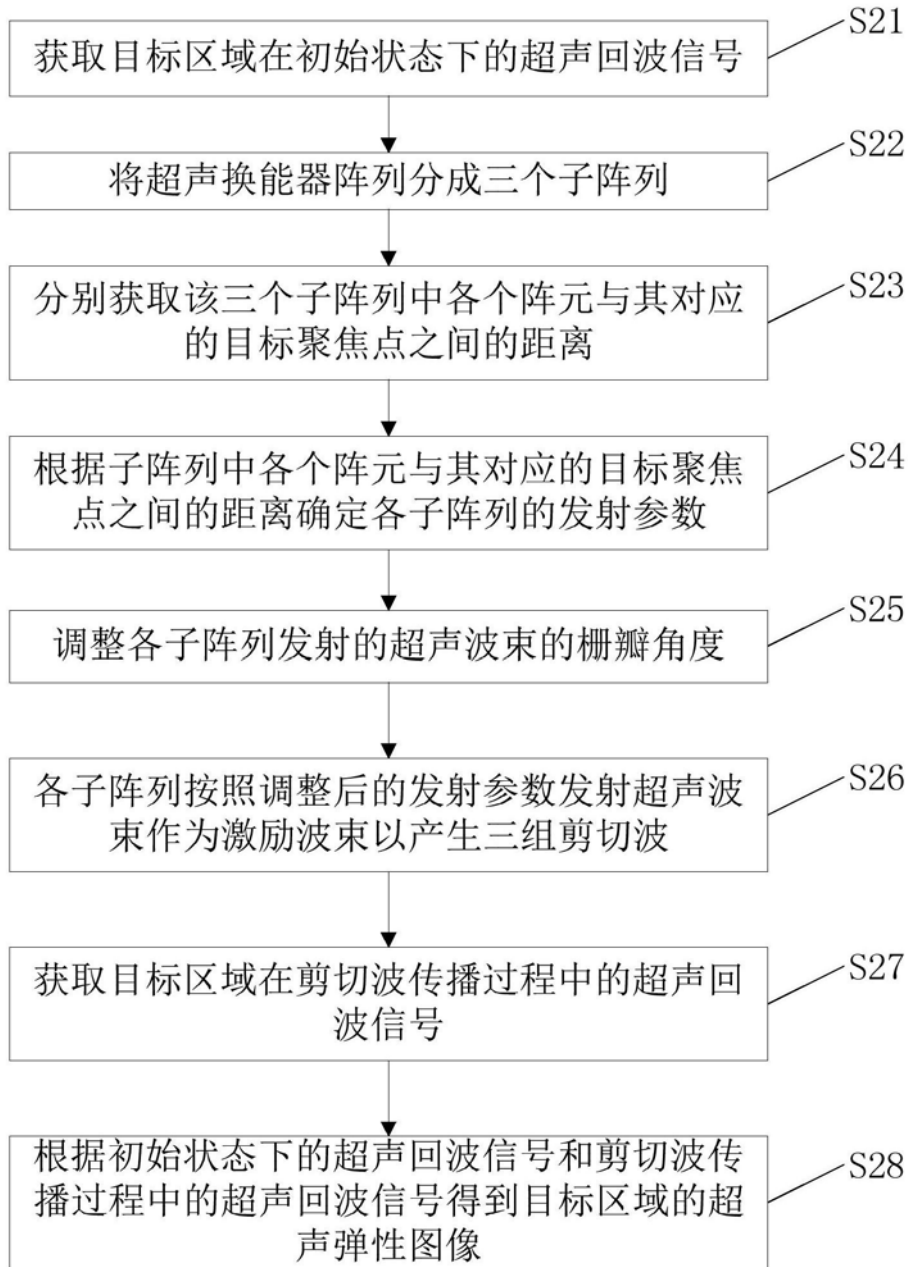 获取目标区域在初始状态下的超声回波信号
S21
将超声换能器阵列分成三个子阵列
S22
分别获取该三个子阵列中各个阵元与其对应
的目标聚焦点之间的距离
S23
根据子阵列中各个阵元与其对应的目标聚焦
点之间的距离确定各子阵列的发射参数
S24
调整各子阵列发射的超声波束的栅瓣角度
S25
各子阵列按照调整后的发射参数发射超声波
束作为激励波束以产生三组剪切波
S26
获取目标区域在剪切波传播过程中的超声回
波信号
S27
根据初始状态下的超声回波信号和剪切波传
播过程中的超声回波信号得到目标区域的超
声弹性图像
S28